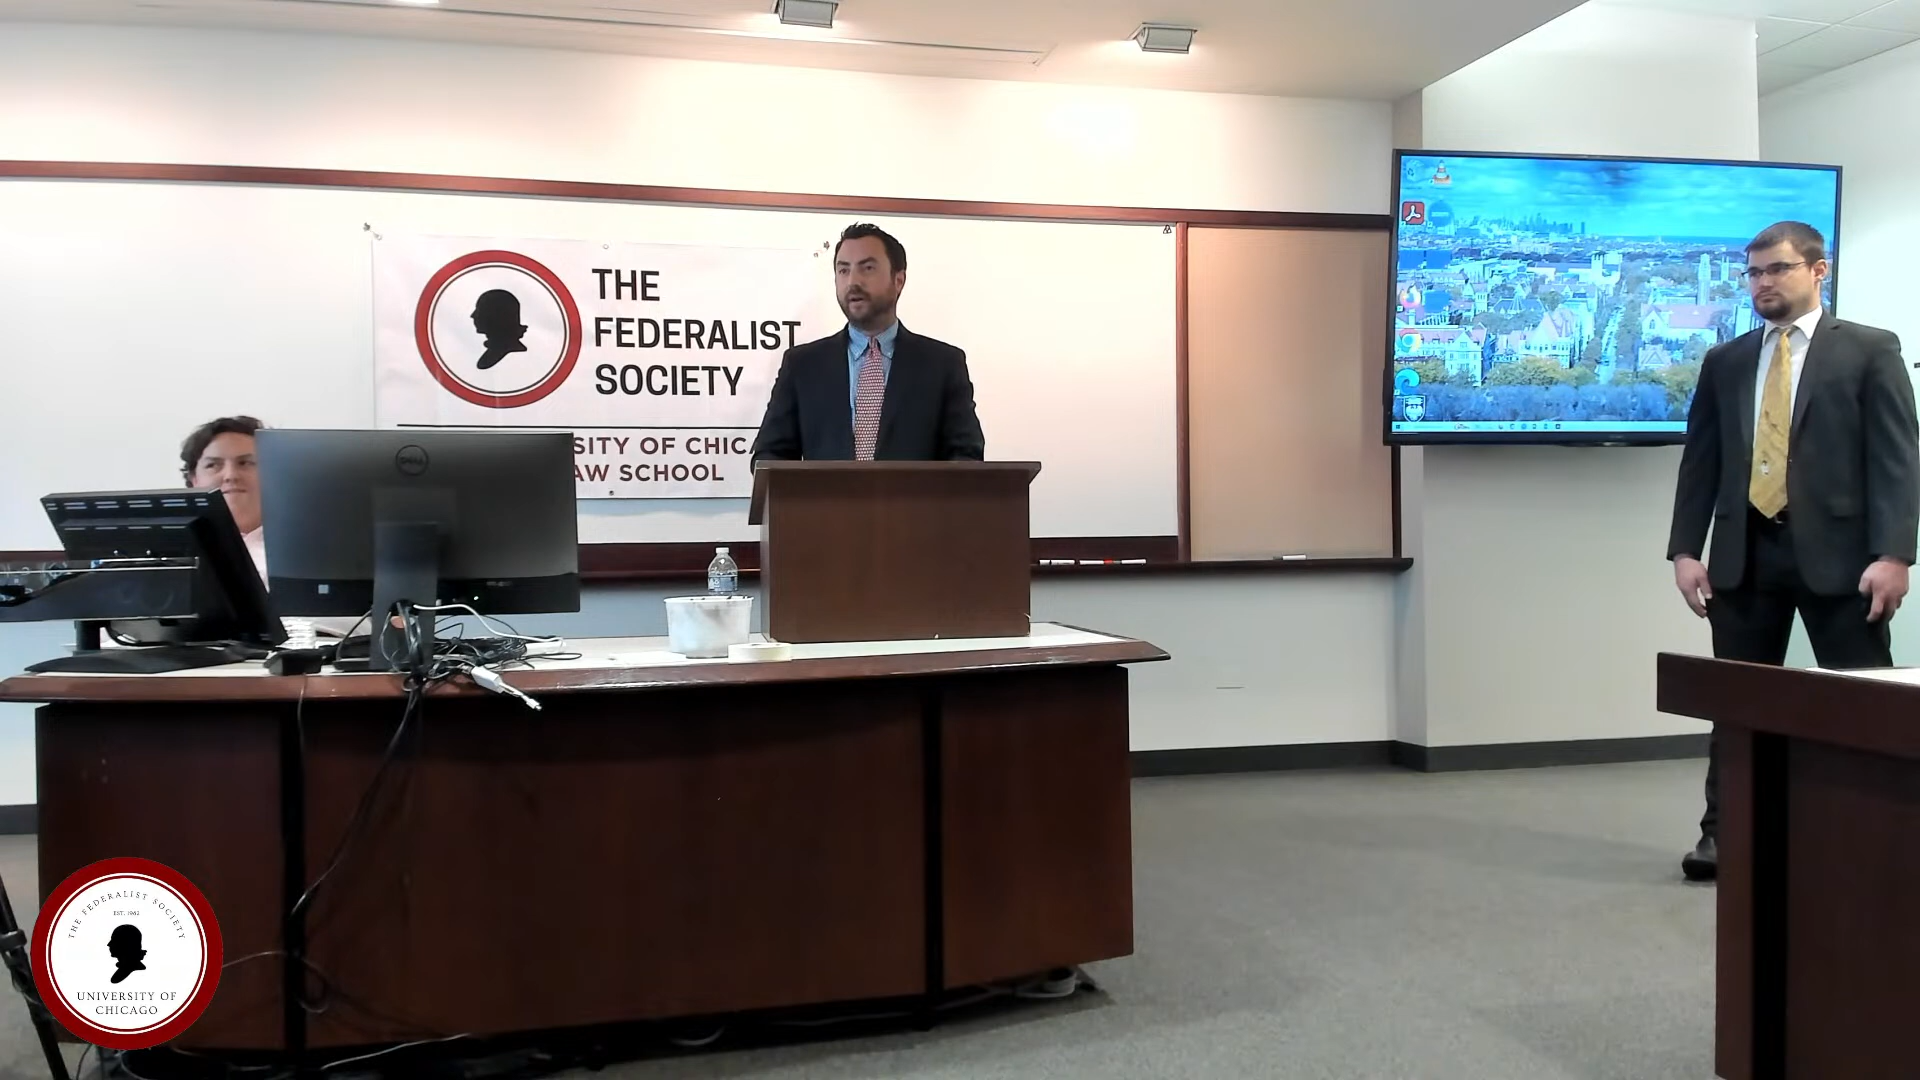 THE
FEDERALIST
SOCIETY
SITY OF CHICA
AW SCHOOL
DELL
THE FEDERALIST SOCIETY
EST. 1982
UNIVERSITY OF
CHICAGO